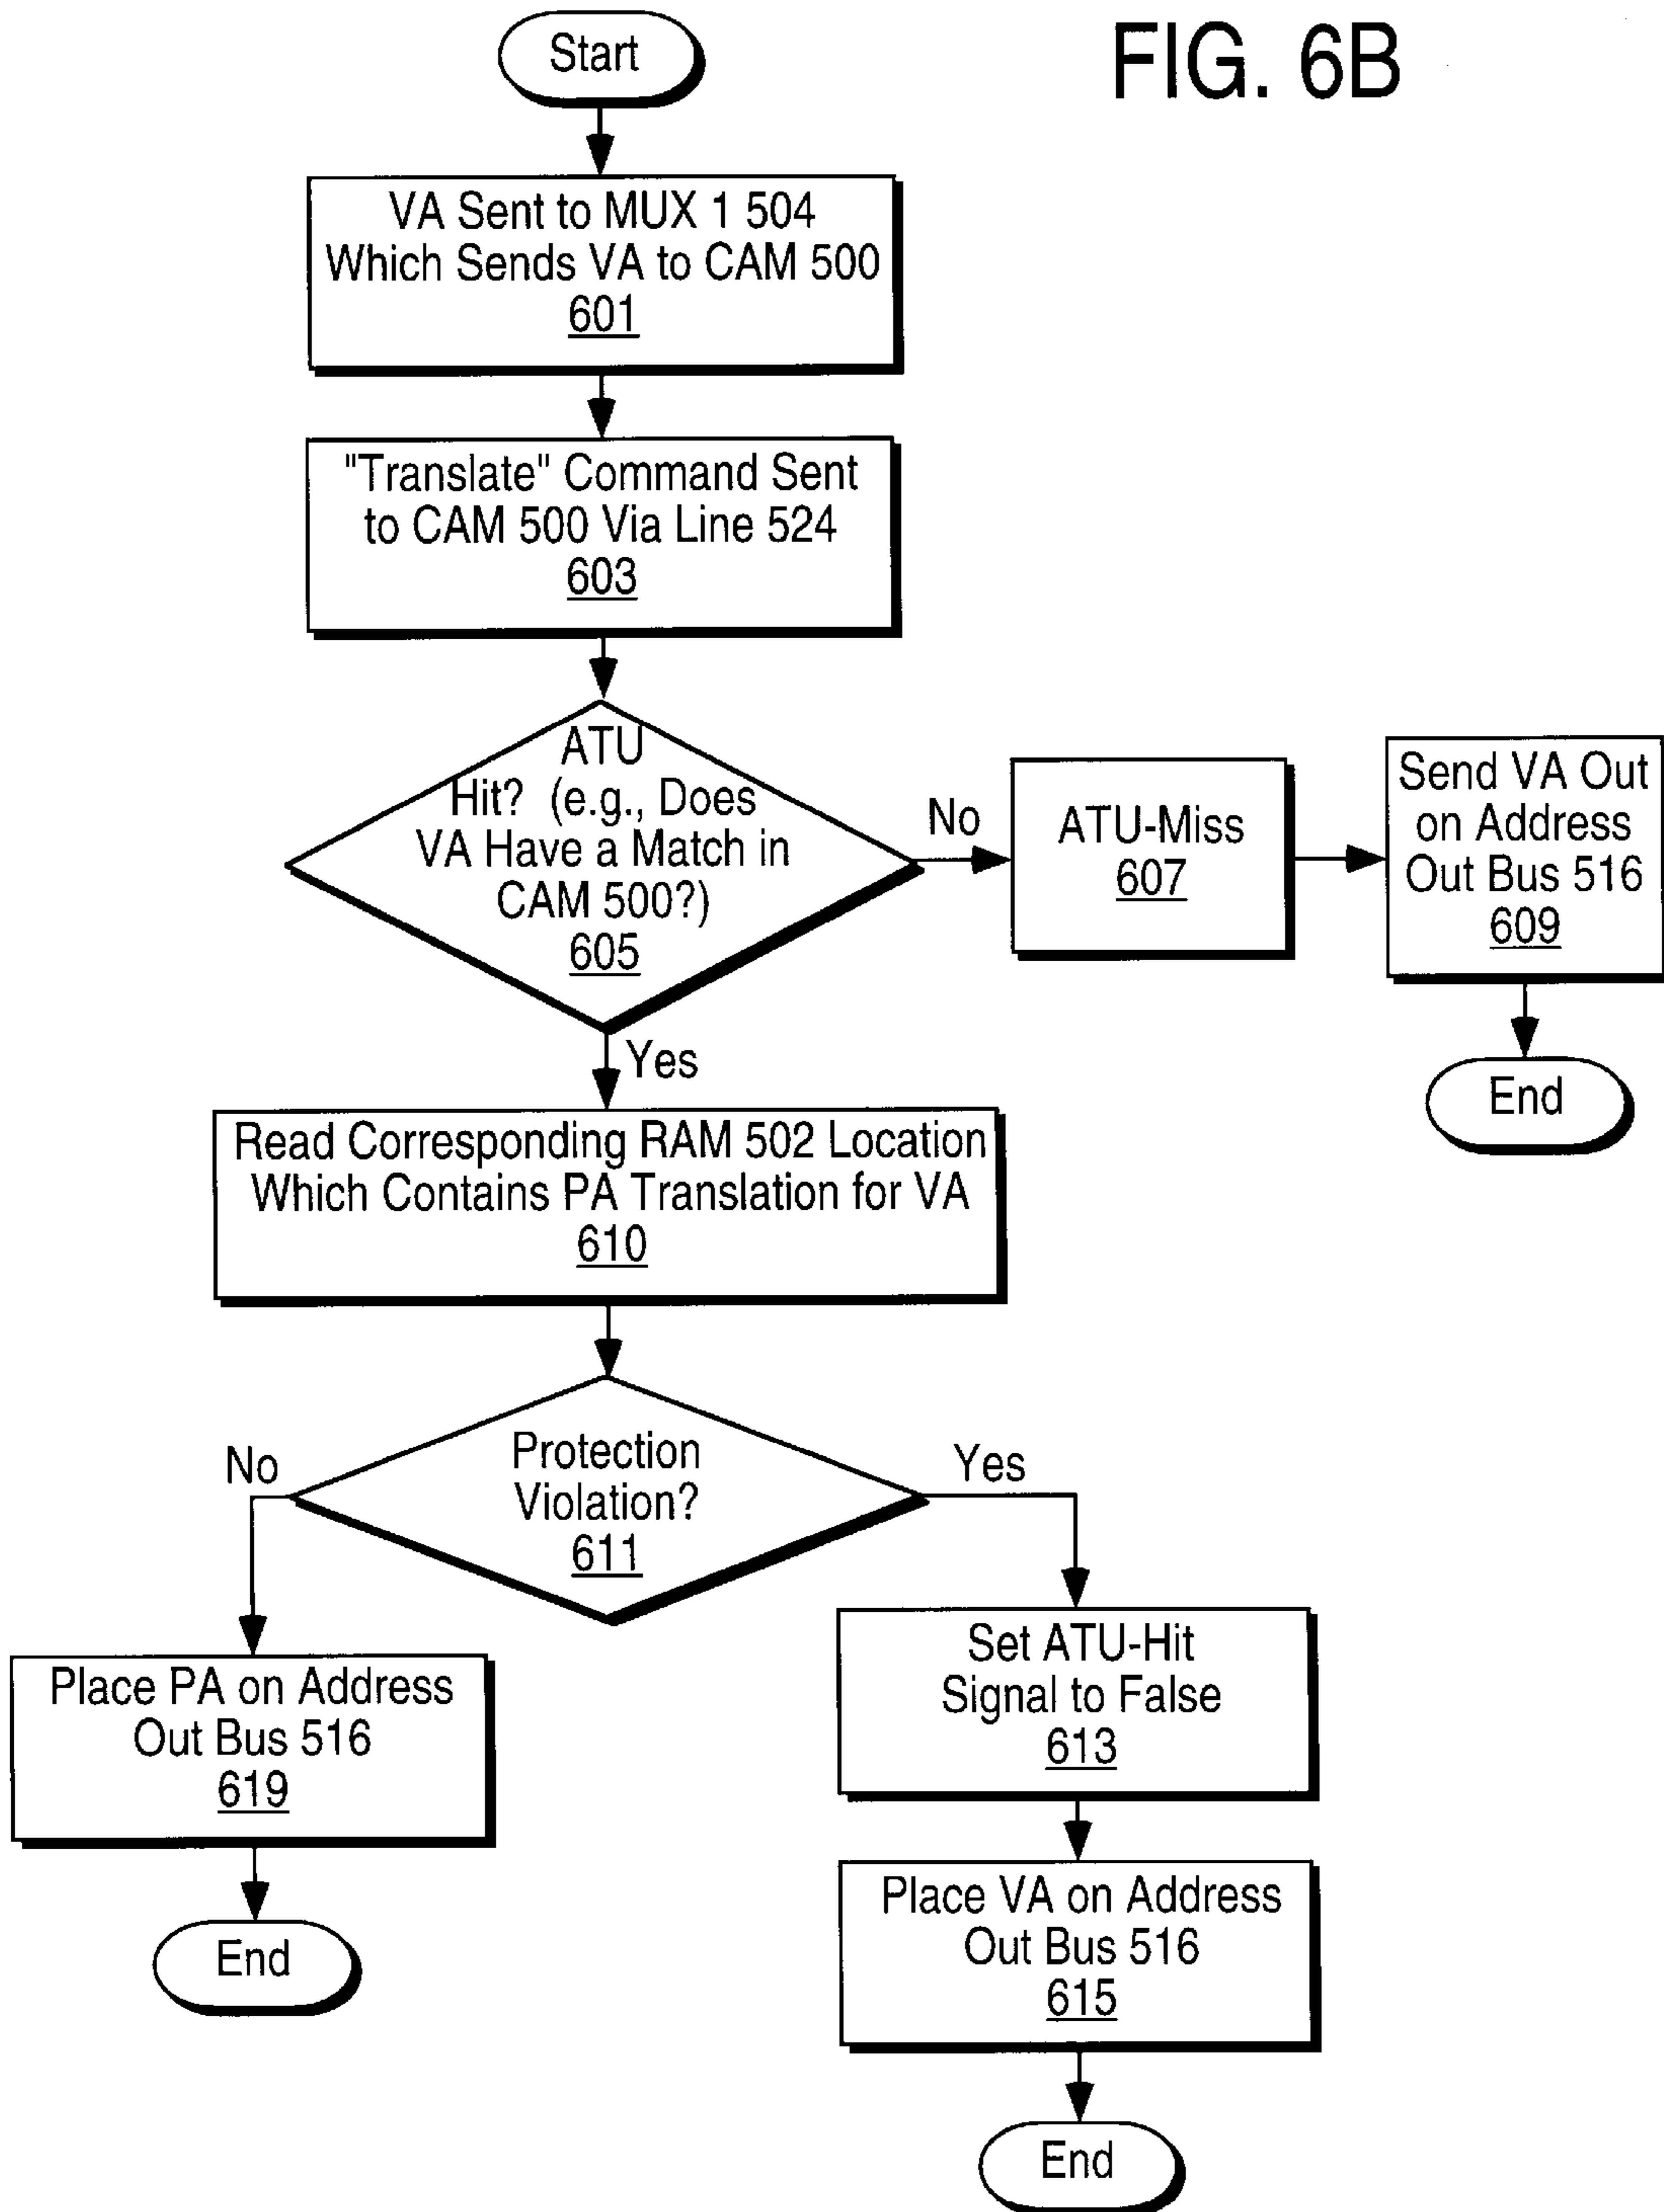 FIG. 6B
Start
VA Sent to MUX 1 504
Which Sends VA to CAM 500
601
"Translate" Command Sent
to CAM 500 Via Line 524
603
ATU
Hit? (e.g., Does
VA Have a Match in
CAM 500?)
605
No
ATU-Miss
607
Send VA Out
on Address
Out Bus 516
609
End
Yes
Read Corresponding RAM 502 Location
Which Contains PA Translation for VA
610
Protection
Violation?
611
No
Yes
Place PA on Address
Out Bus 516
619
End
Set ATU-Hit
Signal to False
613
Place VA on Address
Out Bus 516
615
End